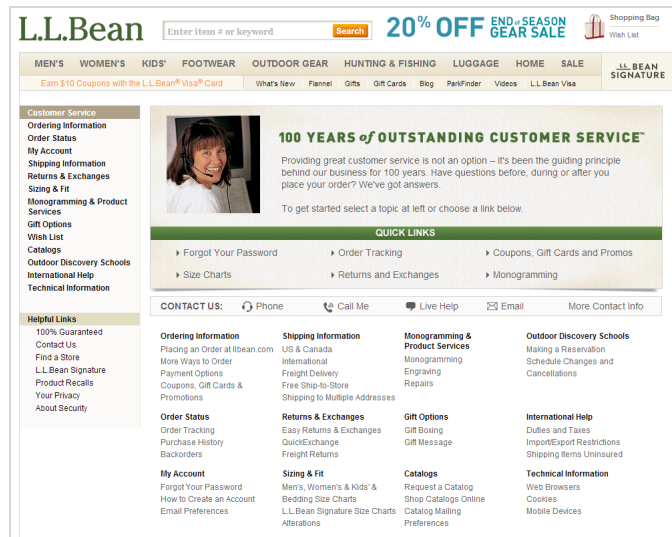 L.L.Bean
Enter item # or keyword
Search
20% OFF END of SEASON GEAR SALE
Shopping Bag
Wish List
MEN'S WOMEN'S KIDS' FOOTWEAR OUTDOOR GEAR HUNTING & FISHING LUGGAGE HOME SALE
L.L.BEAN
SIGNATURE
Earn $10 Coupons with the L.L.Bean® Visa® Card
What's New Flannel Gifts Gift Cards Blog ParkFinder Videos L.L.Bean Visa
Customer Service
Ordering Information
Order Status
My Account
Shipping Information
Returns & Exchanges
Sizing & Fit
Monogramming & Product
Services
Gift Options
Wish List
Catalogs
Outdoor Discovery Schools
International Help
Technical Information
Helpful Links
100% Guaranteed
Contact Us
Find a Store
L.L.Bean Signature
Product Recalls
Your Privacy
About Security
100 YEARS of OUTSTANDING CUSTOMER SERVICE™
Providing great customer service is not an option – it's been the guiding principle
behind our business for 100 years. Have questions before, during or after you
place your order? We've got answers.
To get started select a topic at left or choose a link below.
QUICK LINKS
Forgot Your Password Order Tracking Coupons, Gift Cards and Promos
Size Charts Returns and Exchanges Monogramming
CONTACT US: Phone Call Me Live Help Email More Contact Info
Ordering Information
Placing an Order at llbean.com
More Ways to Order
Payment Options
Coupons, Gift Cards &
Promotions
Shipping Information
US & Canada
International
Freight Delivery
Free Ship-to-Store
Shipping to Multiple Addresses
Monogramming &
Product Services
Monogramming
Engraving
Repairs
Outdoor Discovery Schools
Making a Reservation
Schedule Changes and
Cancellations
Order Status
Order Tracking
Purchase History
Backorders
Returns & Exchanges
Easy Returns & Exchanges
QuickExchange
Freight Returns
Gift Options
Gift Boxing
Gift Message
International Help
Duties and Taxes
Import/Export Restrictions
Shipping Items Uninsured
My Account
Forgot Your Password
How to Create an Account
Email Preferences
Sizing & Fit
Men's, Women's & Kids' &
Bedding Size Charts
L.L.Bean Signature Size Charts
Alterations
Catalogs
Request a Catalog
Shop Catalogs Online
Catalog Mailing
Preferences
Technical Information
Web Browsers
Cookies
Mobile Devices